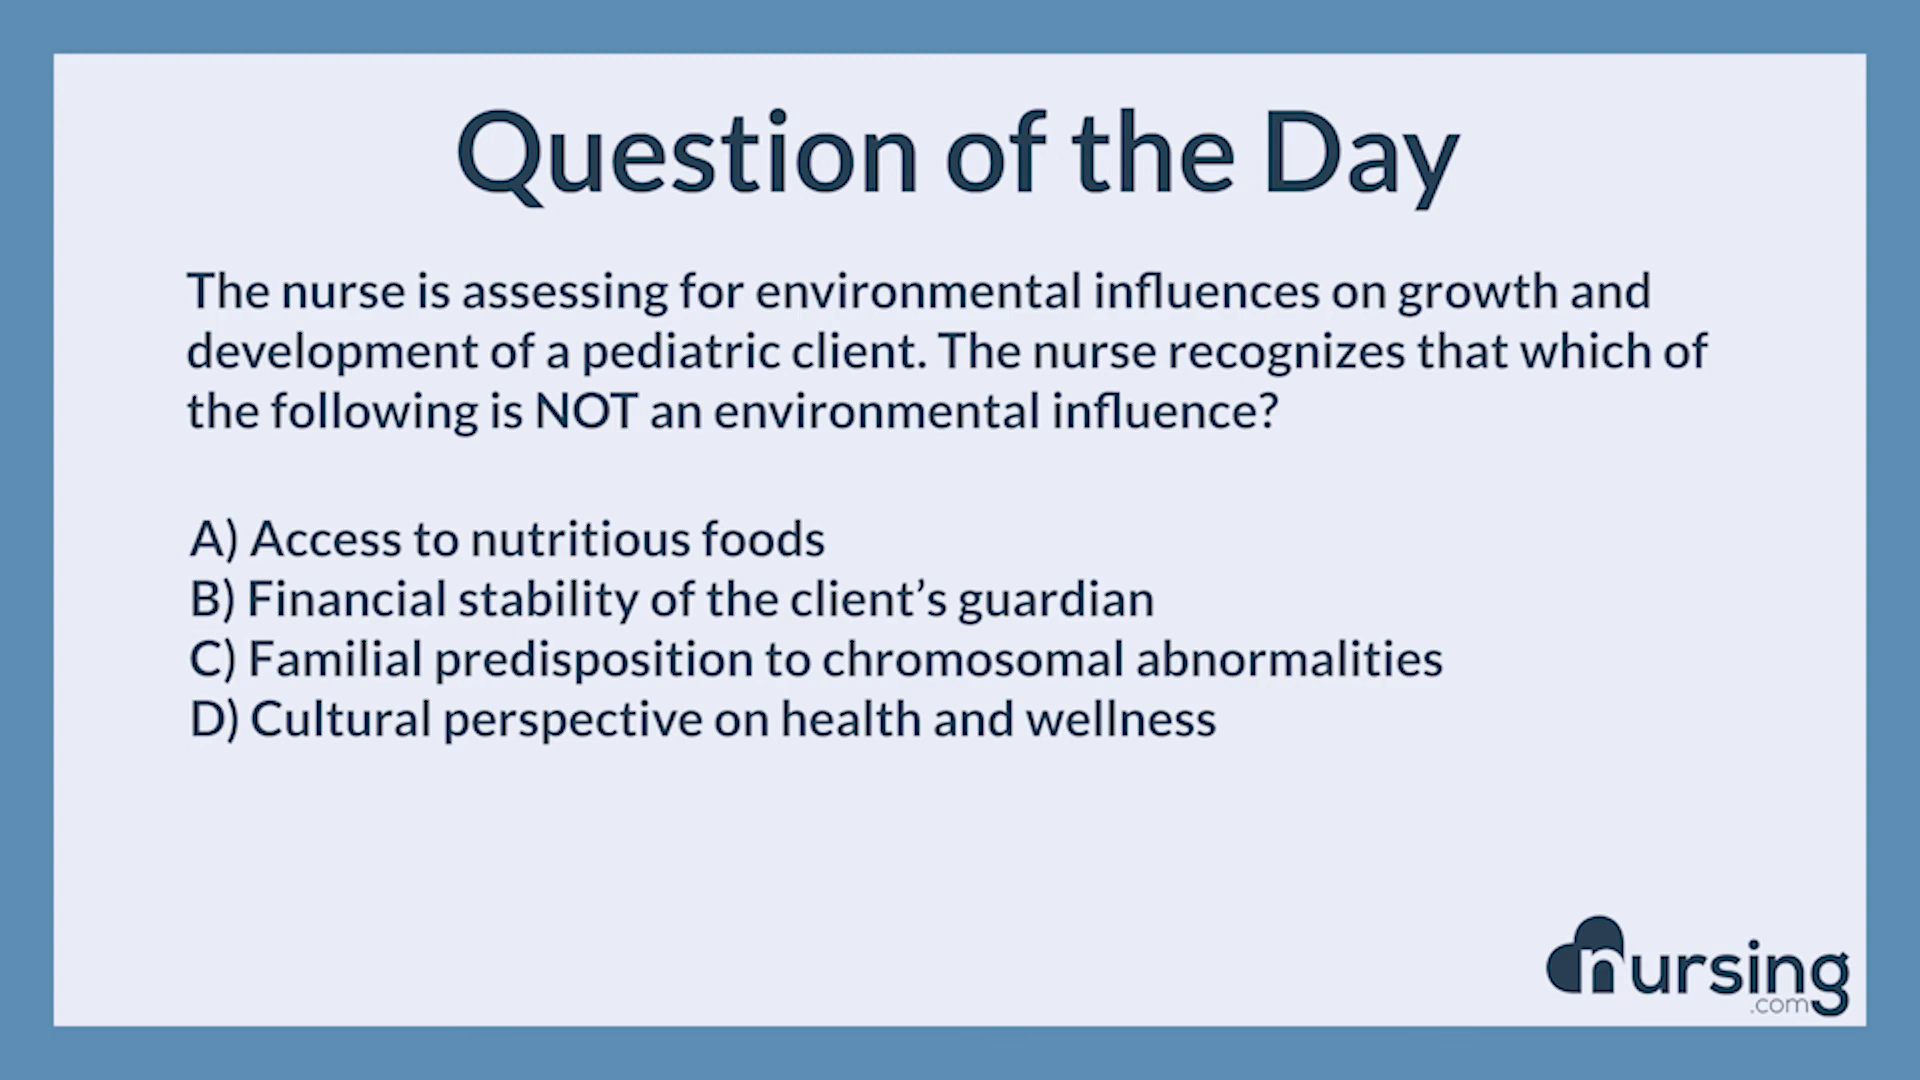 Question of the Day
The nurse is assessing for environmental influences on growth and
development of a pediatric client. The nurse recognizes that which of
the following is NOT an environmental influence?
A) Access to nutritious foods
B) Financial stability of the client’s guardian
C) Familial predisposition to chromosomal abnormalities
D) Cultural perspective on health and wellness
nursing
.com